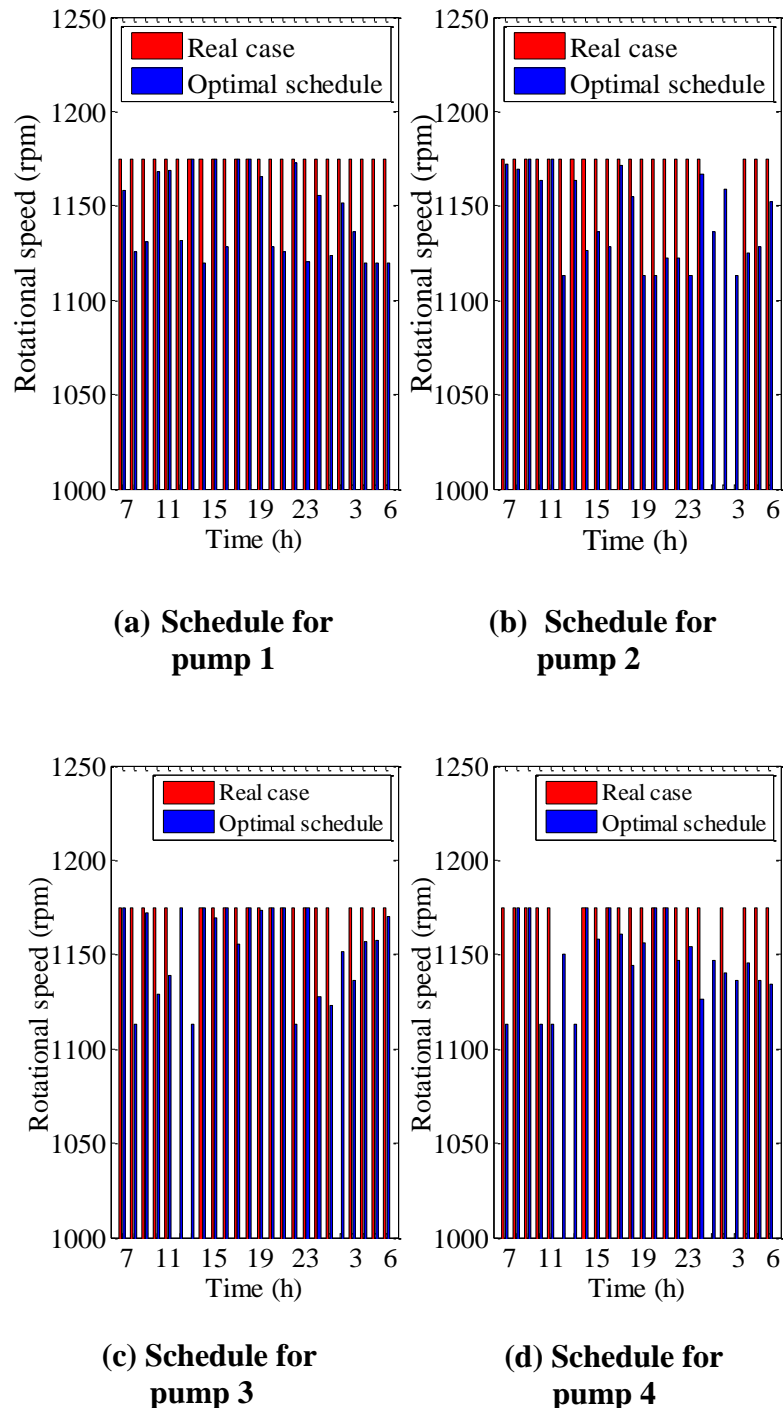 1250
Real case
Optimal schedule
1200
1150
1100
1050
1000
Rotational speed (rpm)
7 11 15 19 23 3 6
Time (h)
(a) Schedule for
pump 1
1250
Real case
Optimal schedule
1200
1150
1100
1050
1000
Rotational speed (rpm)
7 11 15 19 23 3 6
Time (h)
(b) Schedule for
pump 2
1250
Real case
Optimal schedule
1200
1150
1100
1050
1000
Rotational speed (rpm)
7 11 15 19 23 3 6
Time (h)
(c) Schedule for
pump 3
1250
Real case
Optimal schedule
1200
1150
1100
1050
1000
Rotational speed (rpm)
7 11 15 19 23 3 6
Time (h)
(d) Schedule for
pump 4